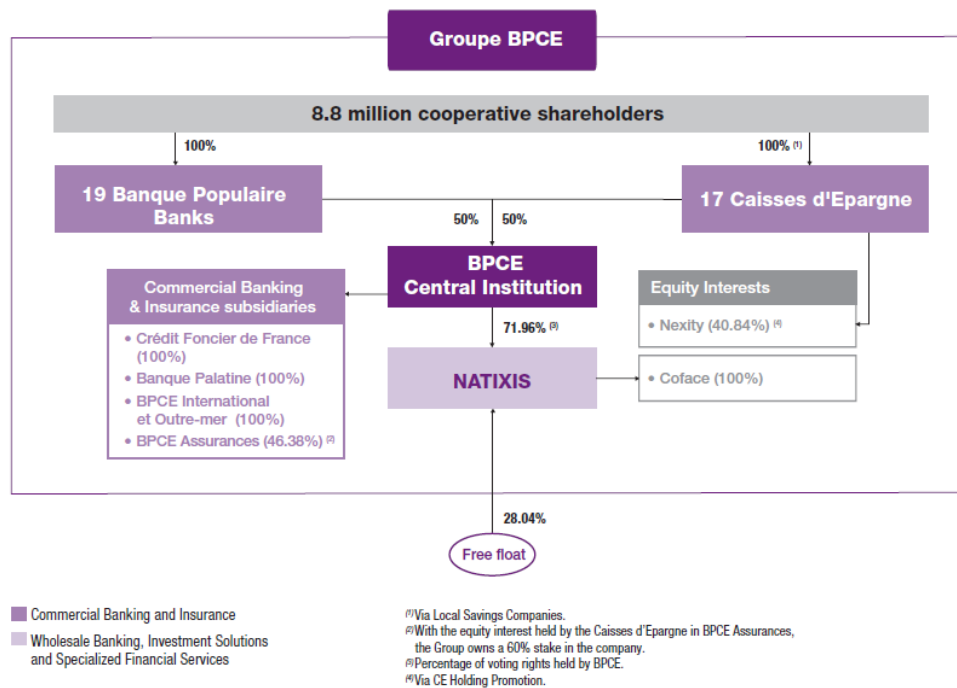 Groupe BPCE
8.8 million cooperative shareholders
100%
100% (1)
19 Banque Populaire
Banks
17 Caisses d'Epargne
50%
50%
BPCE
Central Institution
Commercial Banking
& Insurance subsidiaries
• Crédit Foncier de France
(100%)
• Banque Palatine (100%)
• BPCE International
et Outre-mer (100%)
• BPCE Assurances (46.38%) (2)
Equity Interests
• Nexity (40.84%) (4)
• Coface (100%)
71.96% (3)
NATIXIS
28.04%
Free float
Commercial Banking and Insurance
Wholesale Banking, Investment Solutions
and Specialized Financial Services
(1) Via Local Savings Companies.
(2) With the equity interest held by the Caisses d'Epargne in BPCE Assurances,
the Group owns a 60% stake in the company.
(3) Percentage of voting rights held by BPCE.
(4) Via CE Holding Promotion.